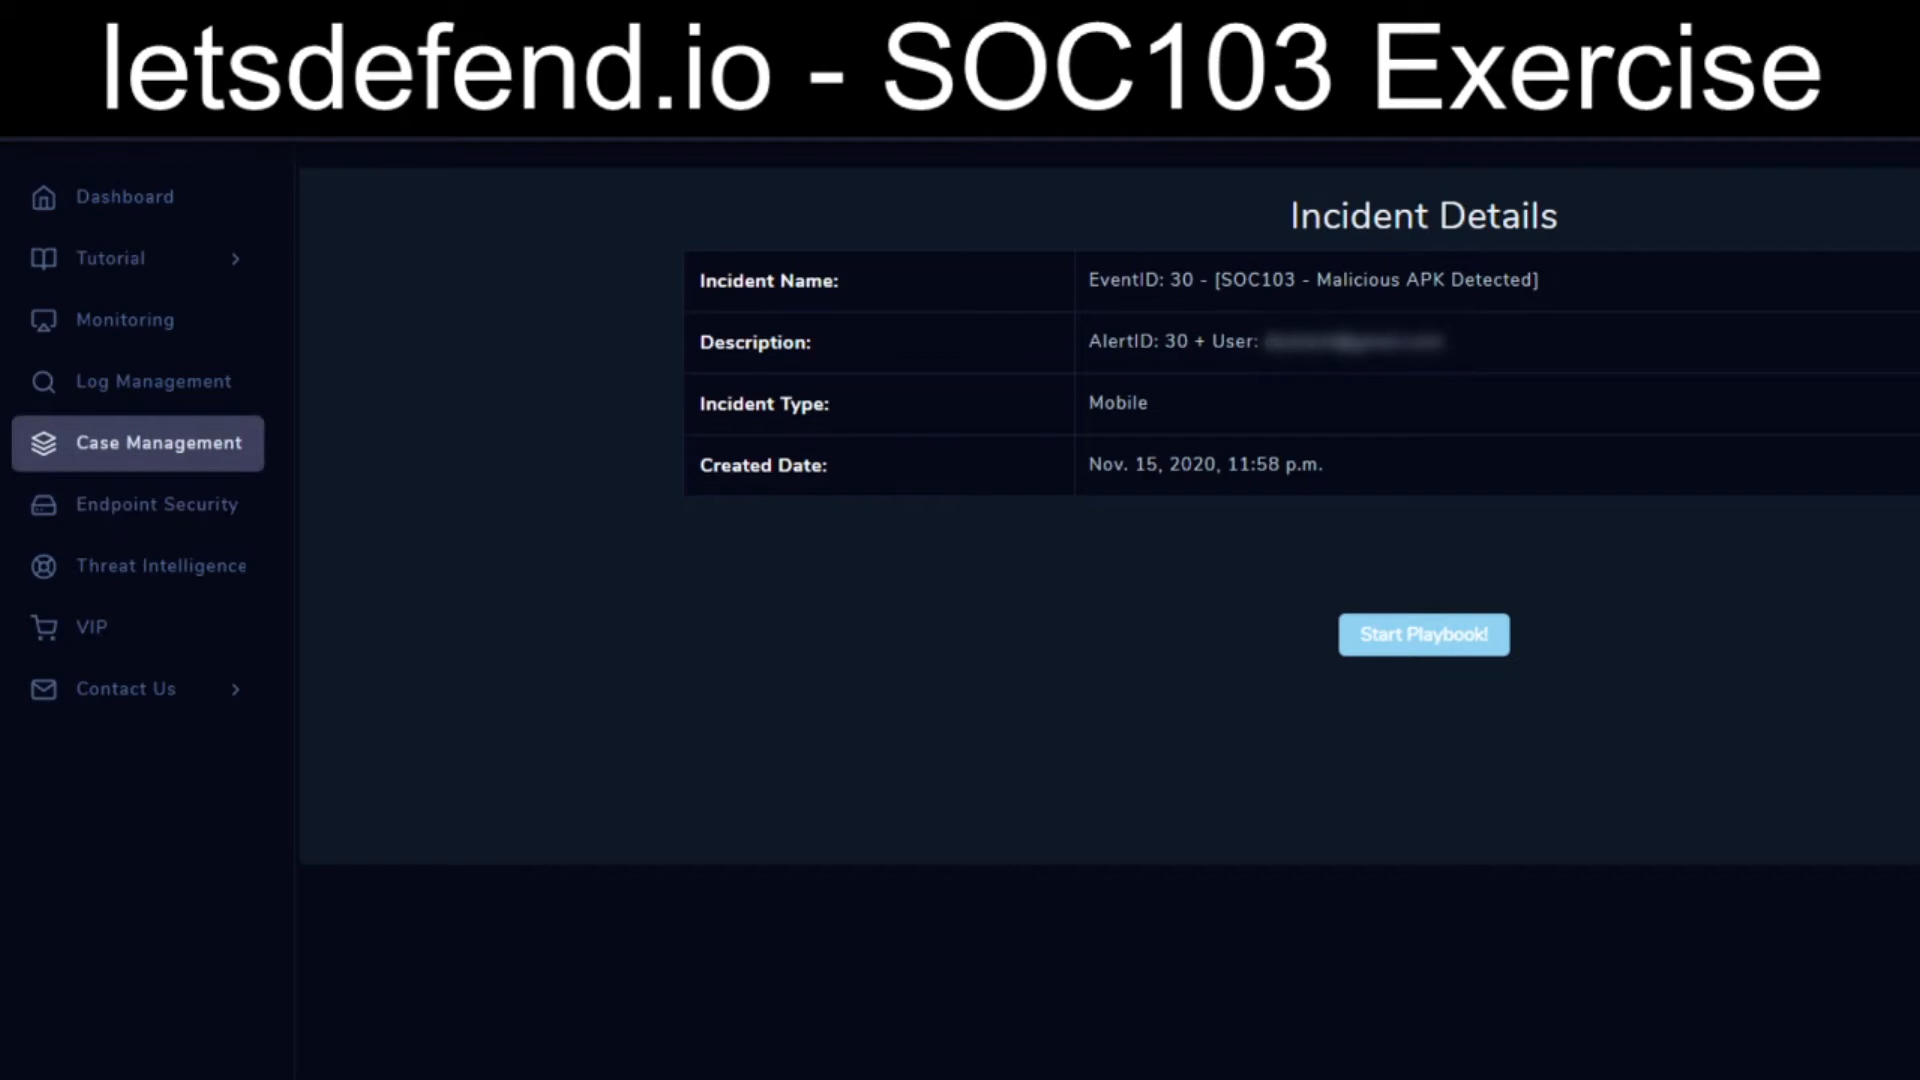 letsdefend.io - SOC103 Exercise
Dashboard
Tutorial
Monitoring
Log Management
Case Management
Endpoint Security
Threat Intelligence
VIP
Contact Us
Incident Details
Incident Name: EventID: 30 - [SOC103 - Malicious APK Detected]
Description: AlertID: 30 + User:
Incident Type: Mobile
Created Date: Nov. 15, 2020, 11:58 p.m.
Start Playbook!